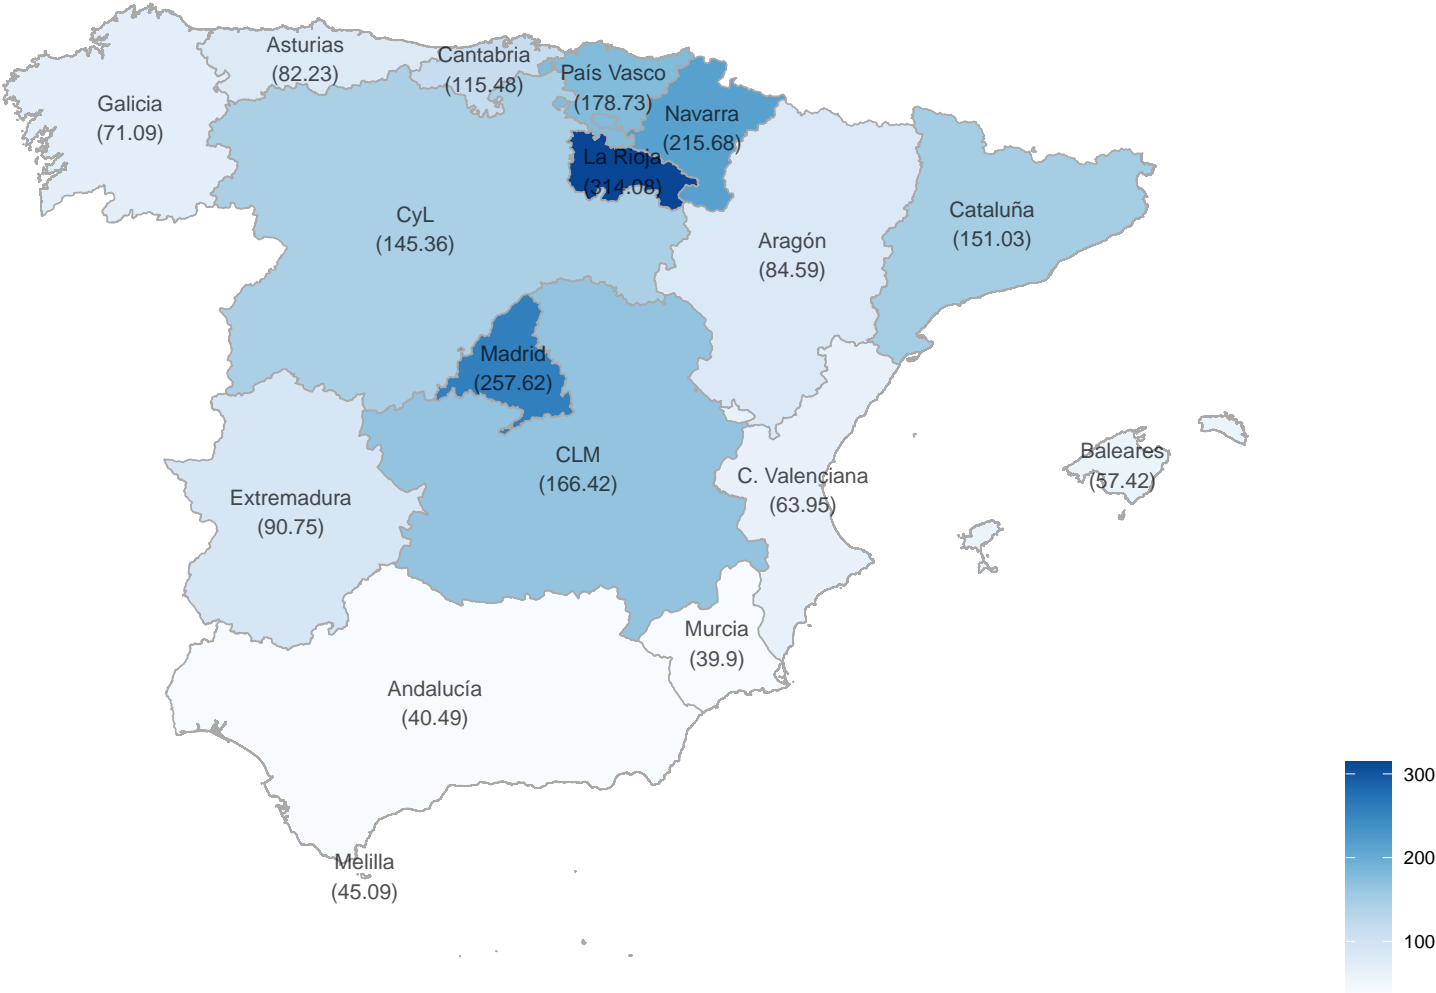 Asturias
(82.23)
Cantabria
(115.48)
País Vasco
(178.73)
Galicia
(71.09)
Navarra
(215.68)
La Rioja
(314.08)
CyL
(145.36)
Aragón
(84.59)
Cataluña
(151.03)
Madrid
(257.62)
CLM
(166.42)
C. Valenciana
(63.95)
Baleares
(57.42)
Extremadura
(90.75)
Murcia
(39.9)
Andalucía
(40.49)
Melilla
(45.09)
300
200
100